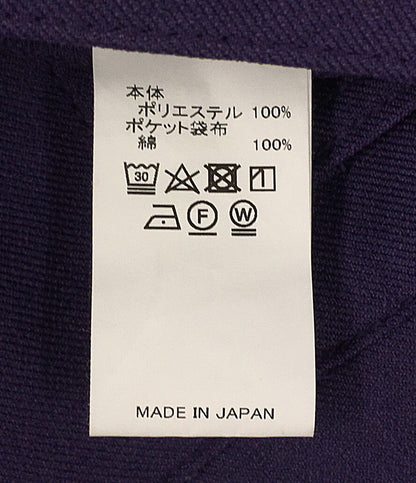 本体
ポリエステル 100%
ポケット袋布
綿 100%
30
F W
MADE IN JAPAN